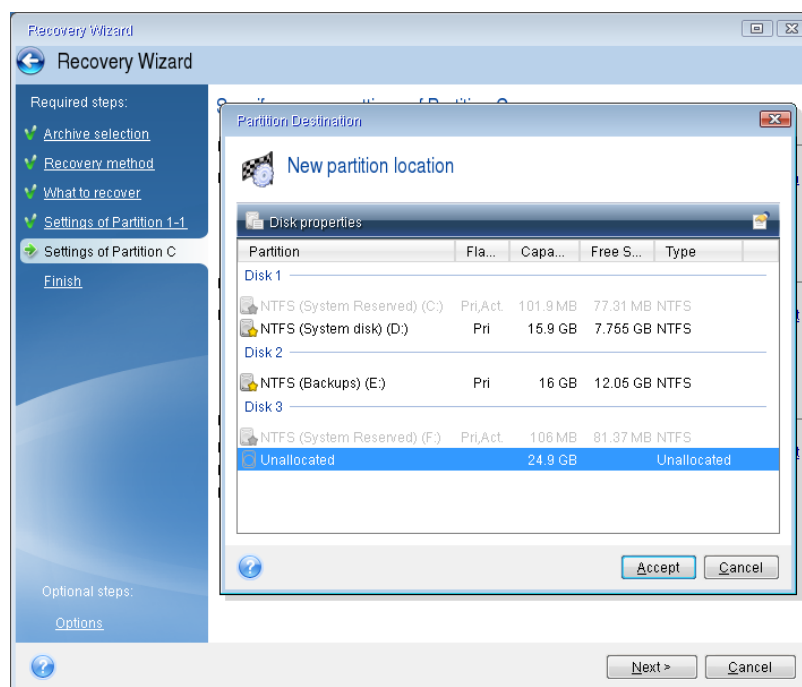 Recovery Wizard
Recovery Wizard
Required steps:
Archive selection
Recovery method
What to recover
Settings of Partition 1-1
Settings of Partition C
Finish
Optional steps:
Options
Partition Destination
New partition location
Disk properties
Partition Fla... Capa... Free S... Type
Disk 1
NTFS (System Reserved) (C:) Pri,Act. 101.9 MB 77.31 MB NTFS
NTFS (System disk) (D:) Pri 15.9 GB 7.755 GB NTFS
Disk 2
NTFS (Backups) (E:) Pri 16 GB 12.05 GB NTFS
Disk 3
NTFS (System Reserved) (F:) Pri,Act. 106 MB 81.37 MB NTFS
Unallocated 24.9 GB Unallocated
Accept Cancel
Next > Cancel